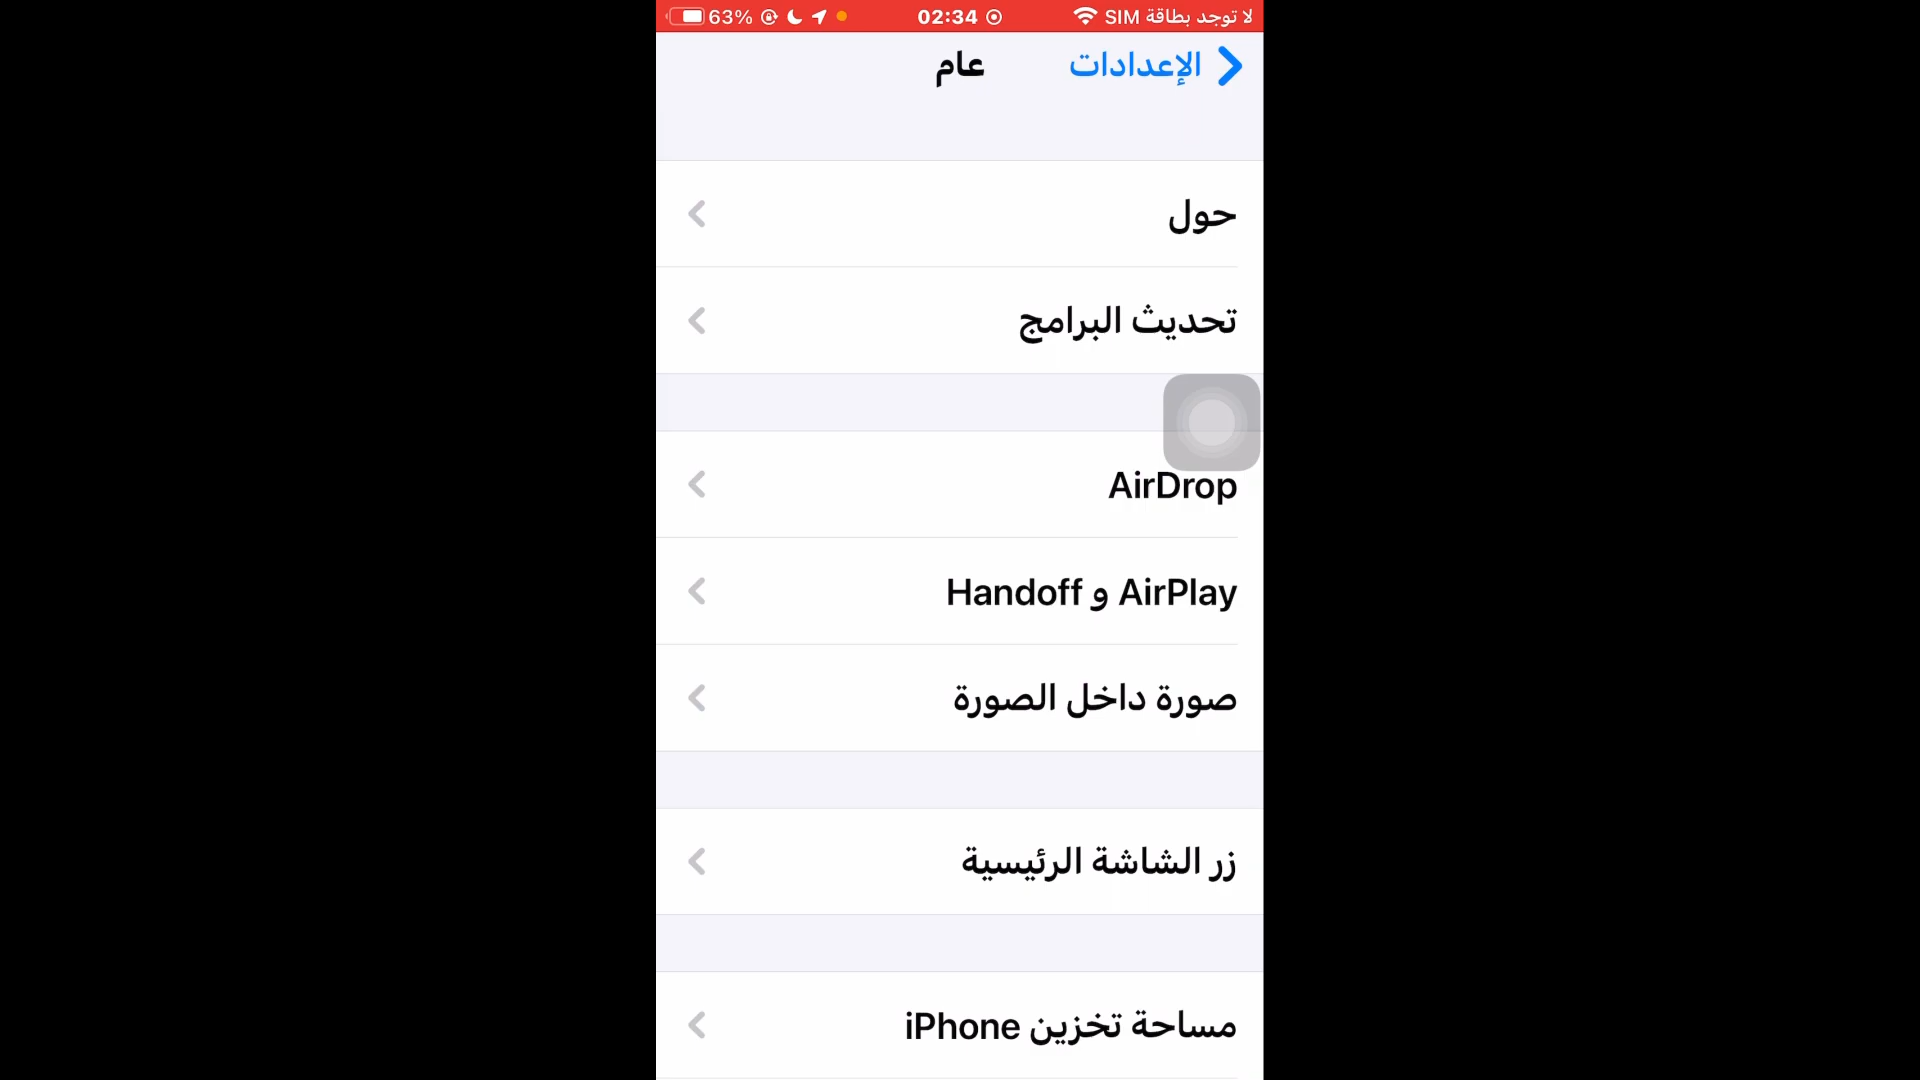 لا توجد بطاقة SIM 02:34 63%
الإعدادات
عام
حول
تحديث البرامج
AirDrop
AirPlay و Handoff
صورة داخل الصورة
زر الشاشة الرئيسية
مساحة تخزين iPhone